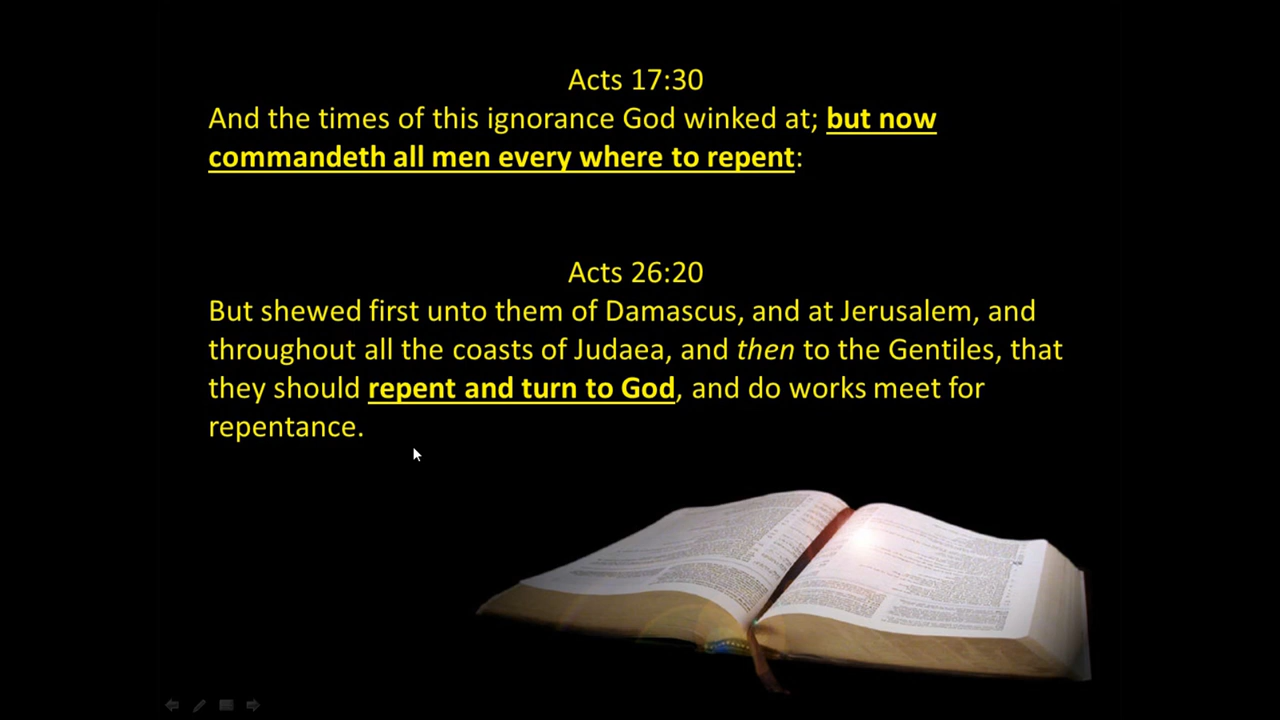 Acts 17:30
And the times of this ignorance God winked at; but now
commandeth all men every where to repent:
Acts 26:20
But shewed first unto them of Damascus, and at Jerusalem, and
throughout all the coasts of Judaea, and then to the Gentiles, that
they should repent and turn to God, and do works meet for
repentance.